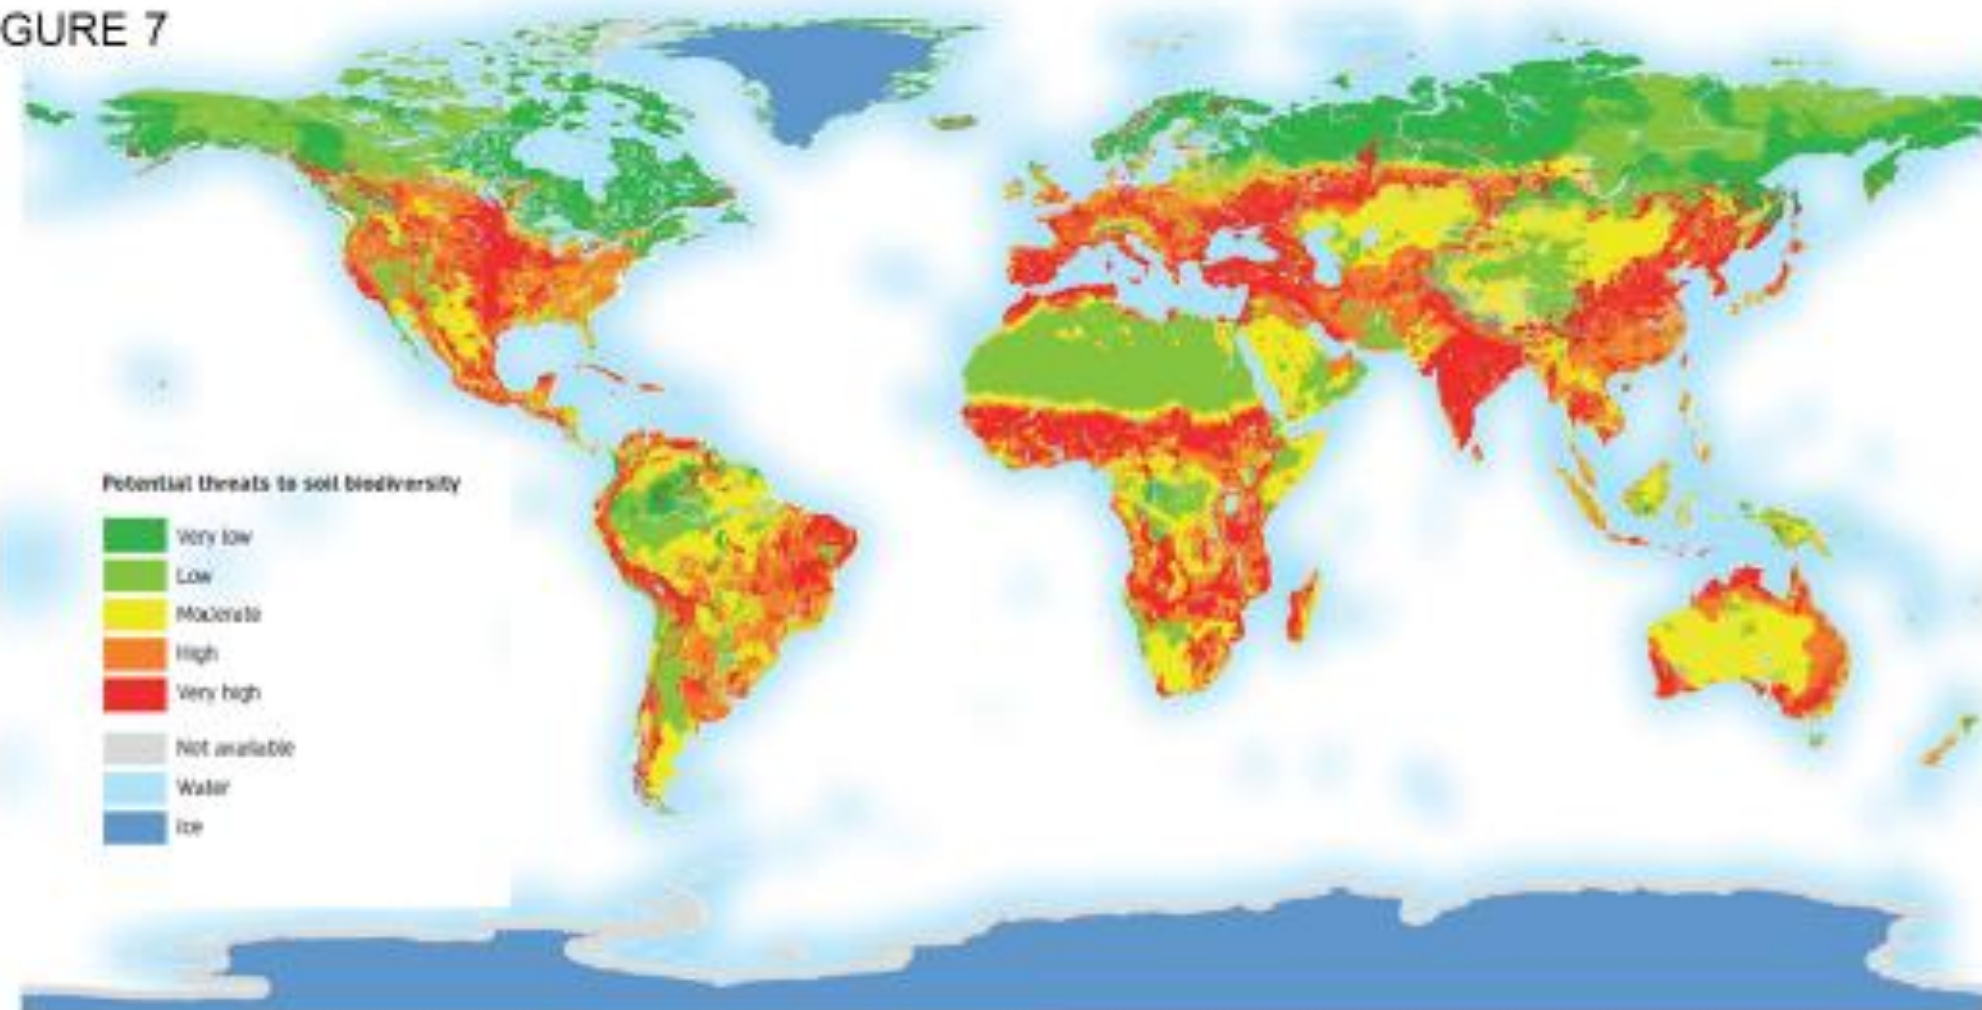 GURE 7
Potential threats to soil biodiversity
Very low
Low
Moderate
High
Very high
Not available
Water
Ice